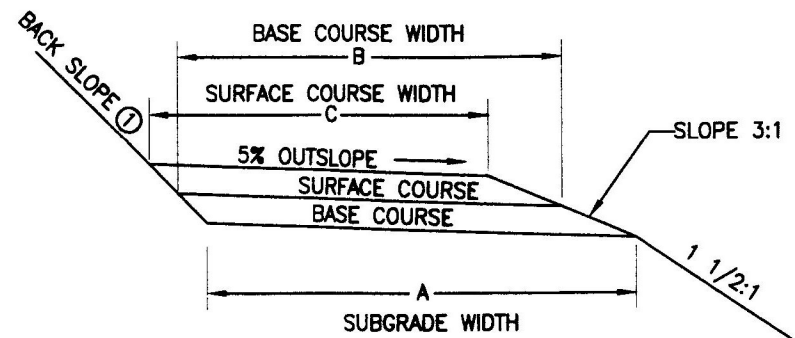 BACK SLOPE ①
BASE COURSE WIDTH
B
SURFACE COURSE WIDTH
C
5% OUTSLOPE
SLOPE 3:1
SURFACE COURSE
BASE COURSE
1 1/2:1
A
SUBGRADE WIDTH